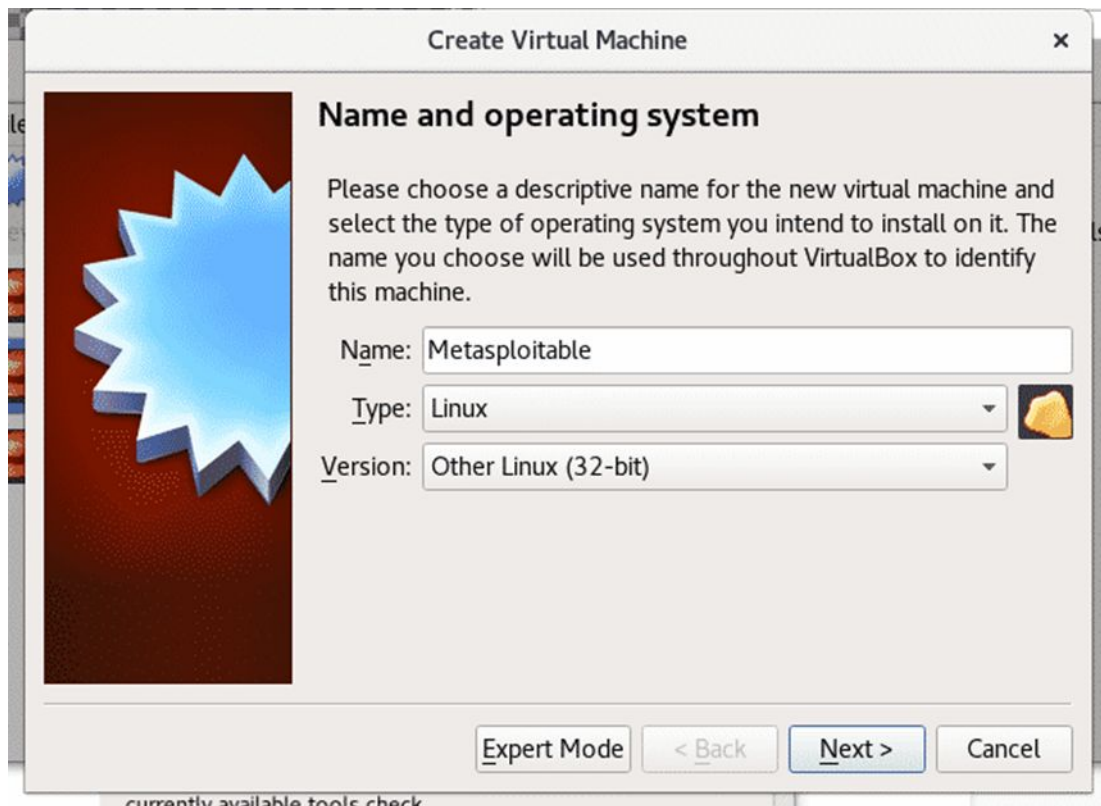 Create Virtual Machine
Name and operating system
Please choose a descriptive name for the new virtual machine and
select the type of operating system you intend to install on it. The
name you choose will be used throughout VirtualBox to identify
this machine.
Name: Metasploitable
Type: Linux
Version: Other Linux (32-bit)
Expert Mode < Back Next > Cancel
currently available tools check